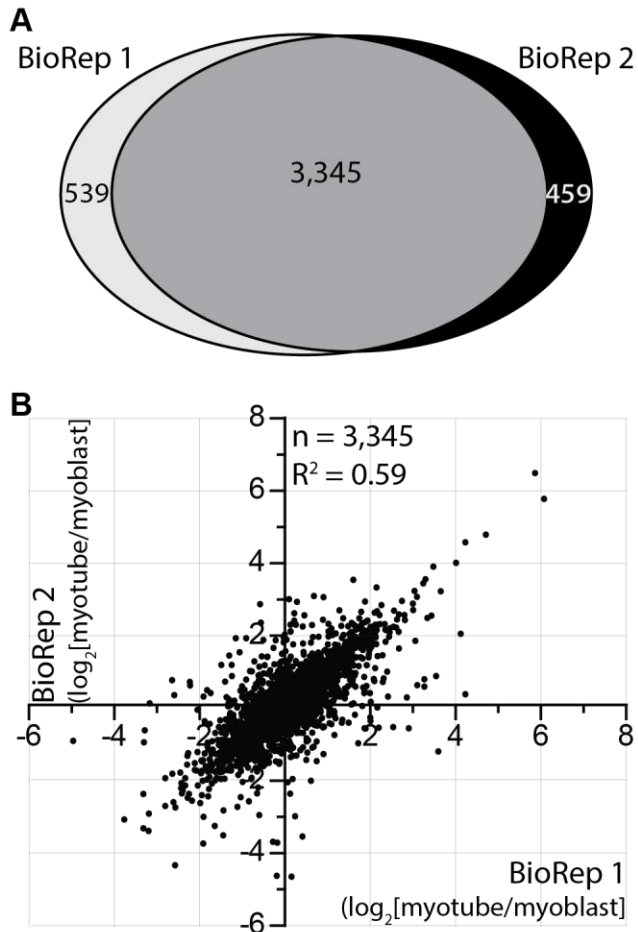 A
BioRep 1
BioRep 2
539
3,345
459
B
BioRep 2
(log2[myotube/myoblast]
n = 3,345
R² = 0.59
8
6
4
2
-6
-4
-2
2
4
6
8
-2
-4
-6
BioRep 1
(log2[myotube/myoblast]